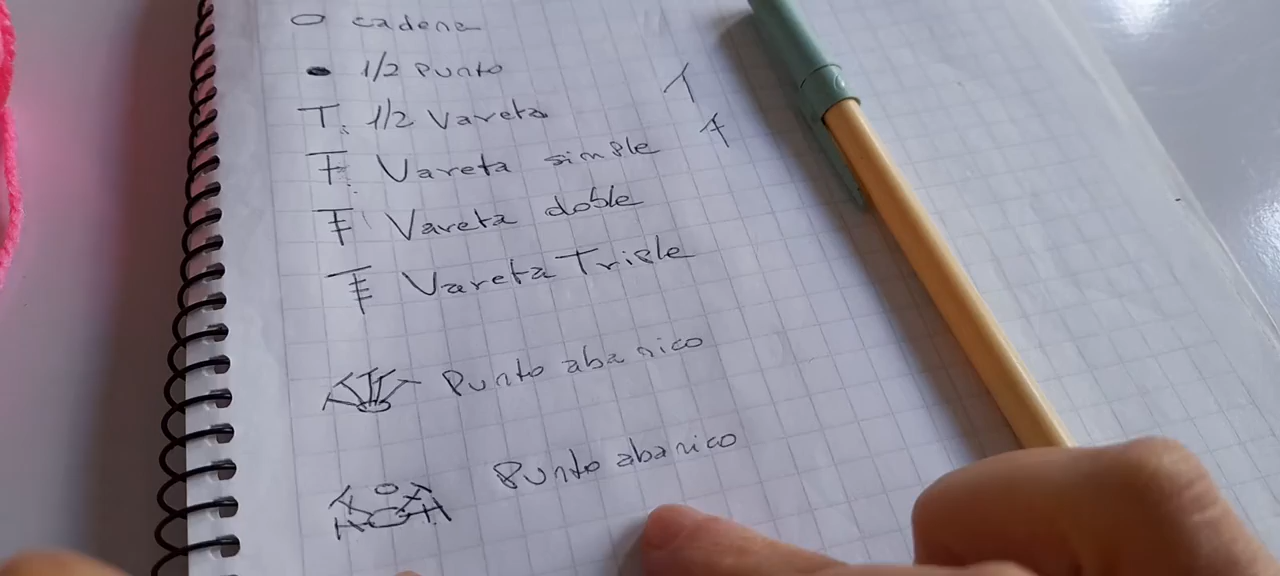 cadena
1/2 Punto
1/2 Vareta
Vareta simple
Vareta doble
Vareta Triple
Punto abanico
Punto abanico